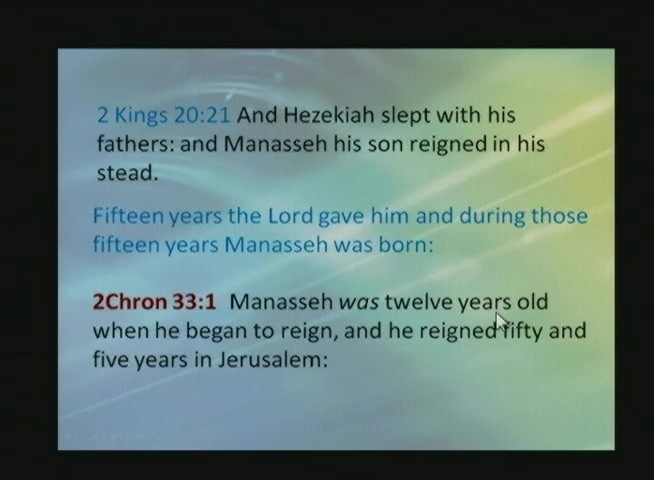 2 Kings 20:21 And Hezekiah slept with his
fathers: and Manasseh his son reigned in his
stead.
Fifteen years the Lord gave him and during those
fifteen years Manasseh was born:
2Chron 33:1 Manasseh was twelve years old
when he began to reign, and he reigned fifty and
five years in Jerusalem: